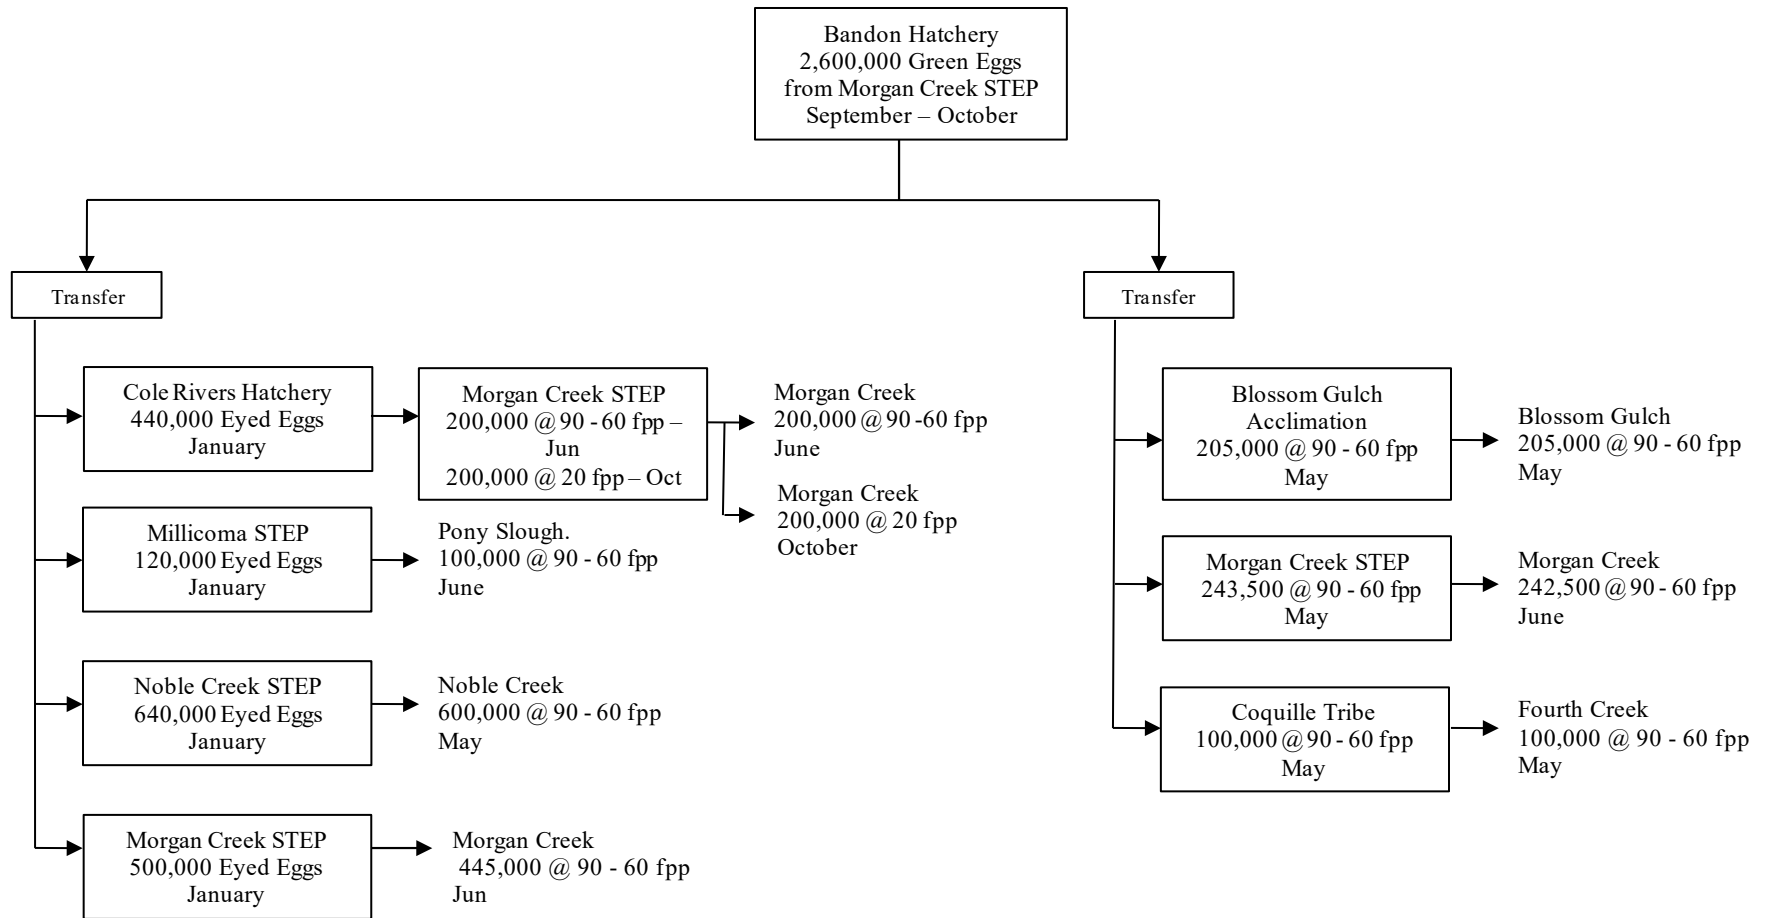 Bandon Hatchery
2,600,000 Green Eggs
from Morgan Creek STEP
September – October
Transfer
Cole Rivers Hatchery
440,000 Eyed Eggs
January
Morgan Creek STEP
200,000 @ 90 - 60 fpp –
Jun
200,000 @ 20 fpp – Oct
Morgan Creek
200,000 @ 90 -60 fpp
June
Morgan Creek
200,000 @ 20 fpp
October
Millicoma STEP
120,000 Eyed Eggs
January
Pony Slough.
100,000 @ 90 - 60 fpp
June
Noble Creek STEP
640,000 Eyed Eggs
January
Noble Creek
600,000 @ 90 - 60 fpp
May
Morgan Creek STEP
500,000 Eyed Eggs
January
Morgan Creek
445,000 @ 90 - 60 fpp
Jun
Transfer
Blossom Gulch
Acclimation
205,000 @ 90 - 60 fpp
May
Blossom Gulch
205,000 @ 90 - 60 fpp
May
Morgan Creek STEP
243,500 @ 90 - 60 fpp
May
Morgan Creek
242,500 @ 90 - 60 fpp
June
Coquille Tribe
100,000 @ 90 - 60 fpp
May
Fourth Creek
100,000 @ 90 - 60 fpp
May